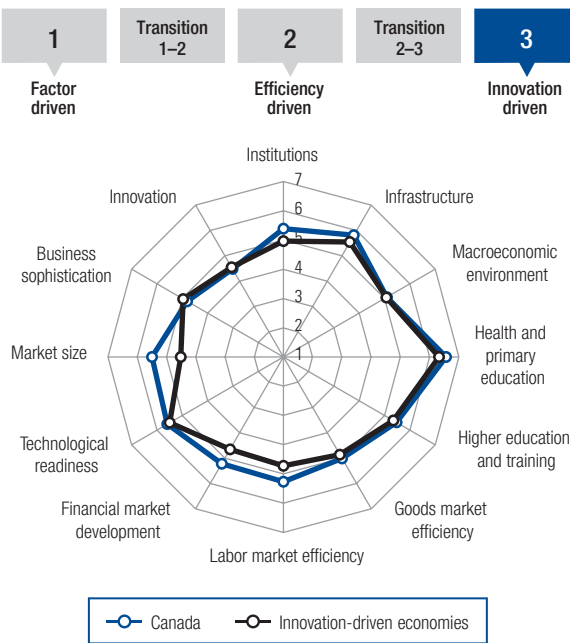 1
Transition
1–2
2
Transition
2–3
3
Factor
driven
Efficiency
driven
Innovation
driven
Institutions
7
Innovation
Infrastructure
6
Business
sophistication
5
Macroeconomic
environment
4
3
2
Market size
1
Health and
primary
education
Technological
readiness
Higher education
and training
Financial market
development
Goods market
efficiency
Labor market efficiency
Canada
Innovation-driven economies